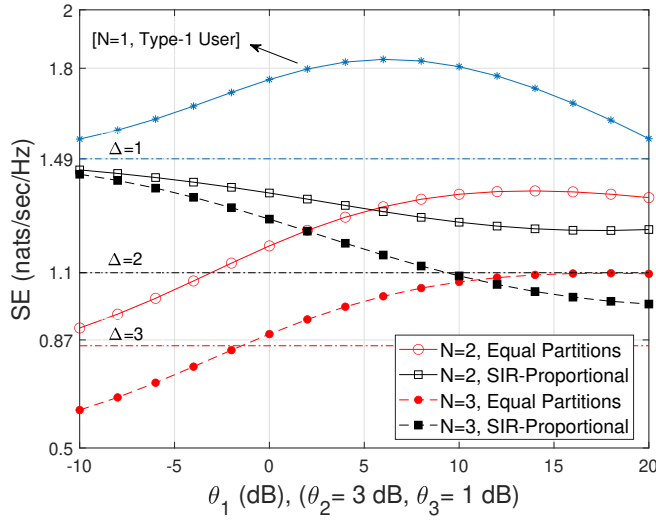 2
[N=1, Type-1 User]
1.8
Δ=1
1.49
SE (nats/sec/Hz)
Δ=2
1.1
Δ=3
0.87
N=2, Equal Partitions
N=2, SIR-Proportional
N=3, Equal Partitions
N=3, SIR-Proportional
0.5
-10 -5 0 5 10 15 20
θ₁ (dB), (θ₂= 3 dB, θ₃= 1 dB)